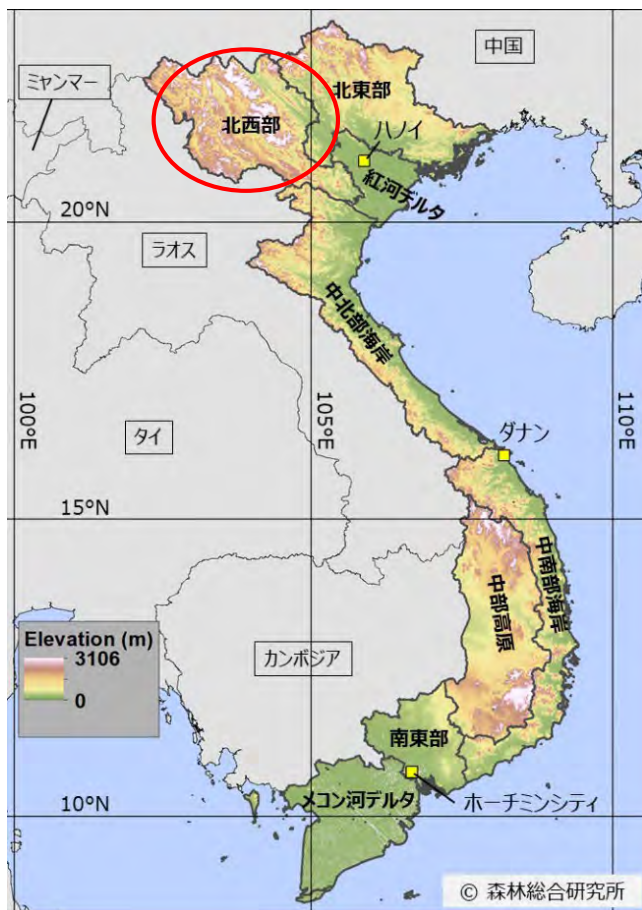 中国
ミャンマー
北東部
北西部
ハノイ
紅河デルタ
20°N
ラオス
中北部海岸
100°E
105°E
110°E
タイ
ダナン
15°N
中南部海岸
中部高原
Elevation (m)
3106
0
カンボジア
南東部
メコン河デルタ
ホーチミンシティ
10°N
© 森林総合研究所